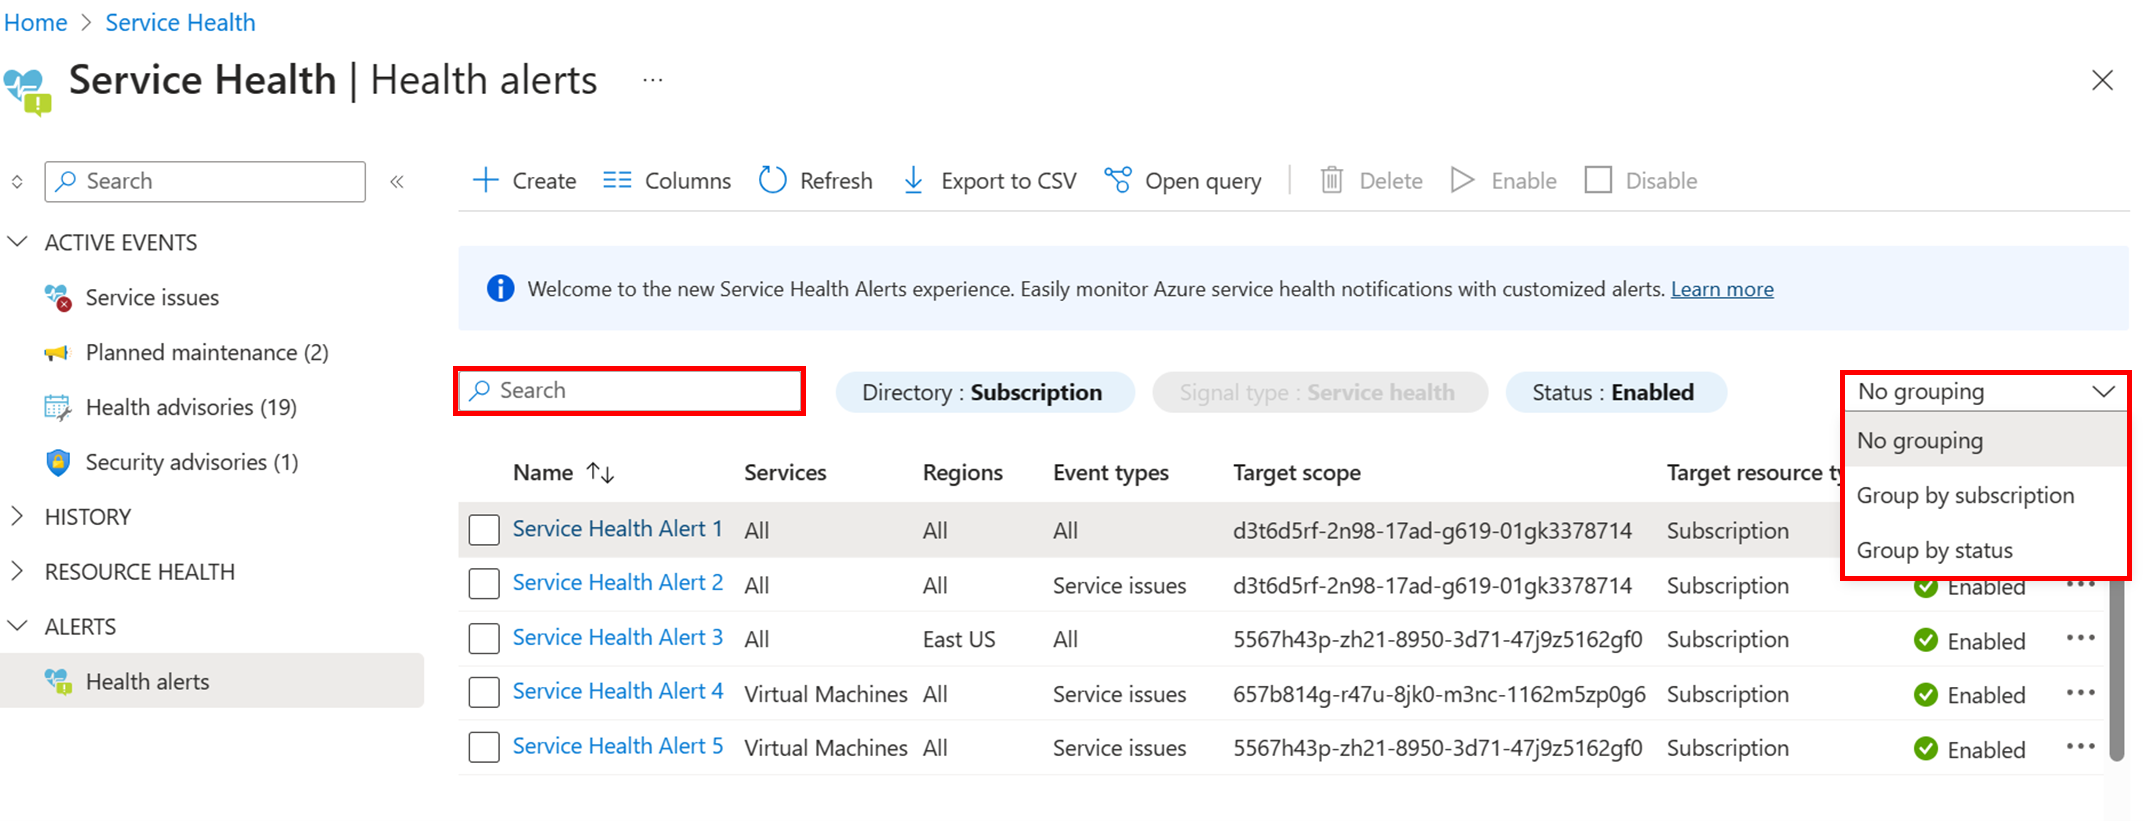 Home > Service Health
Service Health | Health alerts ...
Search
Create Columns Refresh Export to CSV Open query Delete Enable Disable
ACTIVE EVENTS
Service issues
Planned maintenance (2)
Health advisories (19)
Security advisories (1)
HISTORY
RESOURCE HEALTH
ALERTS
Health alerts
Welcome to the new Service Health Alerts experience. Easily monitor Azure service health notifications with customized alerts. Learn more
Search Directory : Subscription Signal type : Service health Status : Enabled No grouping
No grouping
Group by subscription
Group by status
Name Services Regions Event types Target scope Target resource ty
Service Health Alert 1 All All All d3t6d5rf-2n98-17ad-g619-01gk3378714 Subscription
Service Health Alert 2 All All Service issues d3t6d5rf-2n98-17ad-g619-01gk3378714 Subscription Enabled ...
Service Health Alert 3 All East US All 5567h43p-zh21-8950-3d71-47j9z5162gf0 Subscription Enabled ...
Service Health Alert 4 Virtual Machines All Service issues 657b814g-r47u-8jk0-m3nc-1162m5zp0g6 Subscription Enabled ...
Service Health Alert 5 Virtual Machines All Service issues 5567h43p-zh21-8950-3d71-47j9z5162gf0 Subscription Enabled ...